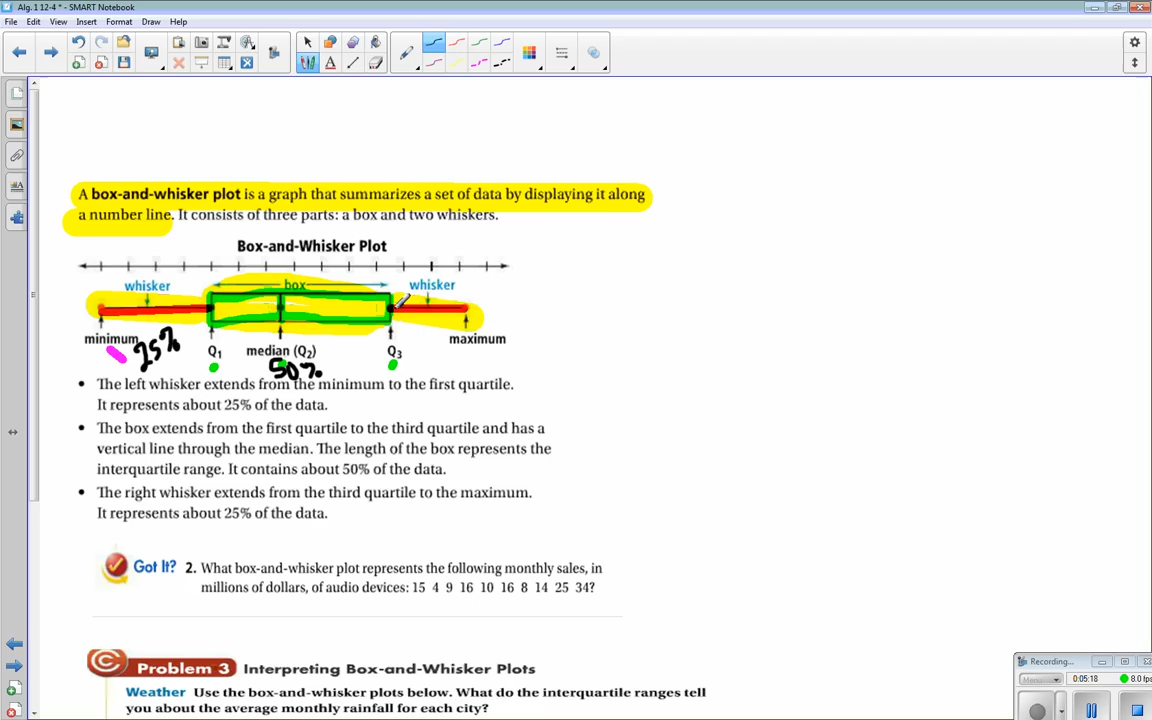 Alg.1 12-4 * - SMART Notebook
File Edit View Insert Format Draw Help
A box-and-whisker plot is a graph that summarizes a set of data by displaying it along
a number line. It consists of three parts: a box and two whiskers.
Box-and-Whisker Plot
whisker box whisker
minimum 25% Q1 median (Q2) Q3 maximum
50%
• The left whisker extends from the minimum to the first quartile.
It represents about 25% of the data.
• The box extends from the first quartile to the third quartile and has a
vertical line through the median. The length of the box represents the
interquartile range. It contains about 50% of the data.
• The right whisker extends from the third quartile to the maximum.
It represents about 25% of the data.
Got It? 2. What box-and-whisker plot represents the following monthly sales, in
millions of dollars, of audio devices: 15 4 9 16 10 16 8 14 25 34?
C Problem 3 Interpreting Box-and-Whisker Plots
Weather Use the box-and-whisker plots below. What do the interquartile ranges tell
you about the average monthly rainfall for each city?
Recording...
Menu 0:05:18 8.0 fps